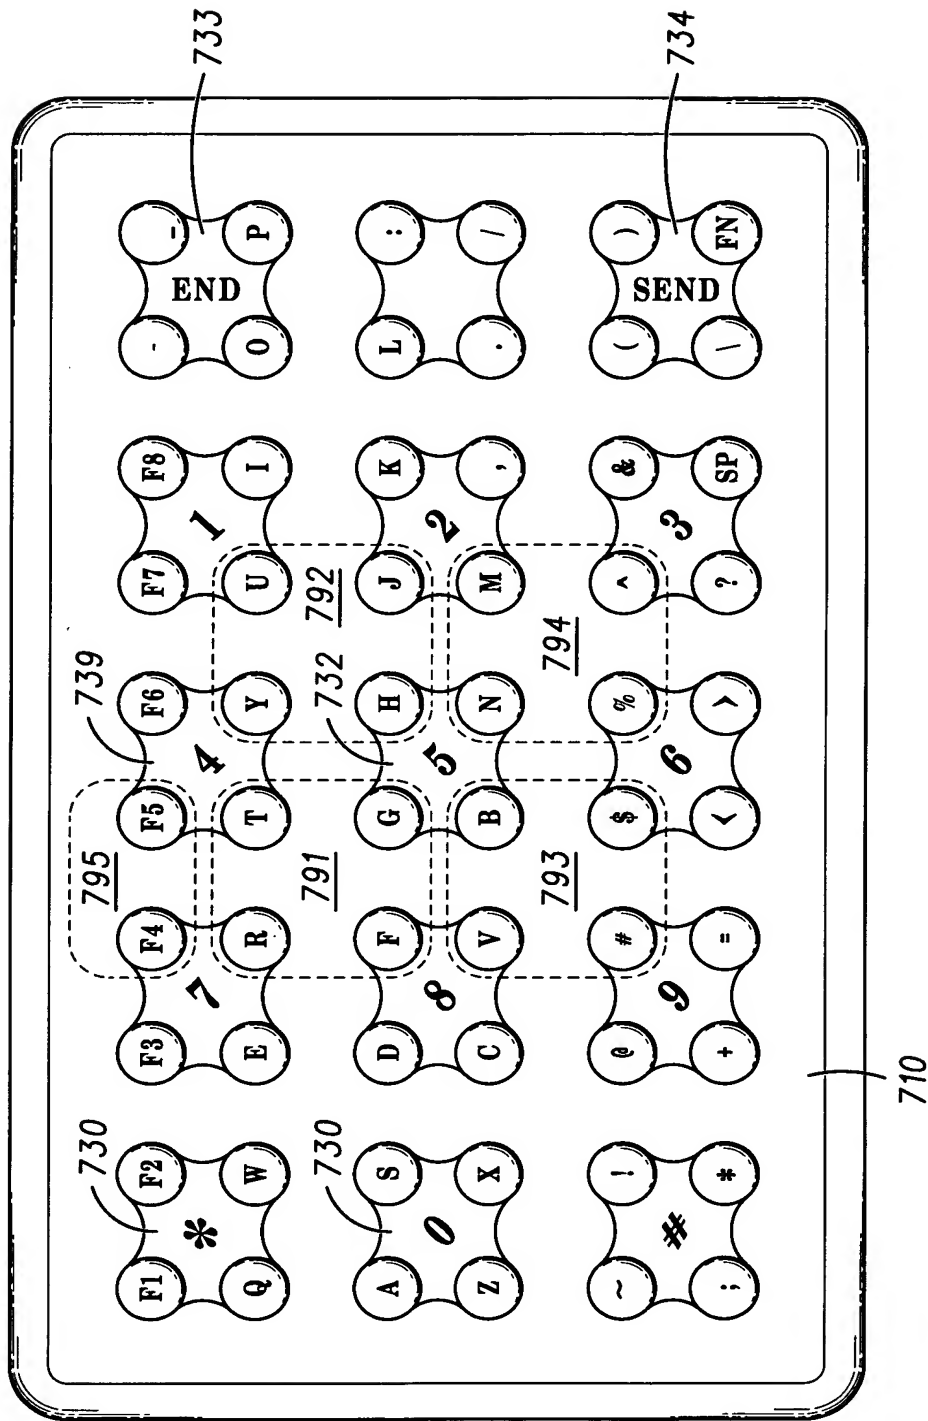 795
730 739
F1 F2 F3 F4 F5 F6 F7 F8 - _
* 7 4 1 END 733
Q W E R T Y U I O P
730 791 732 792
A S D F G H J K L :
0 8 5 2
Z X C V B N M , . /
793 794
~ ! @ # $ % ^ & ( )
# 9 6 3 SEND 734
; * + = < > ? SP \ FN
710